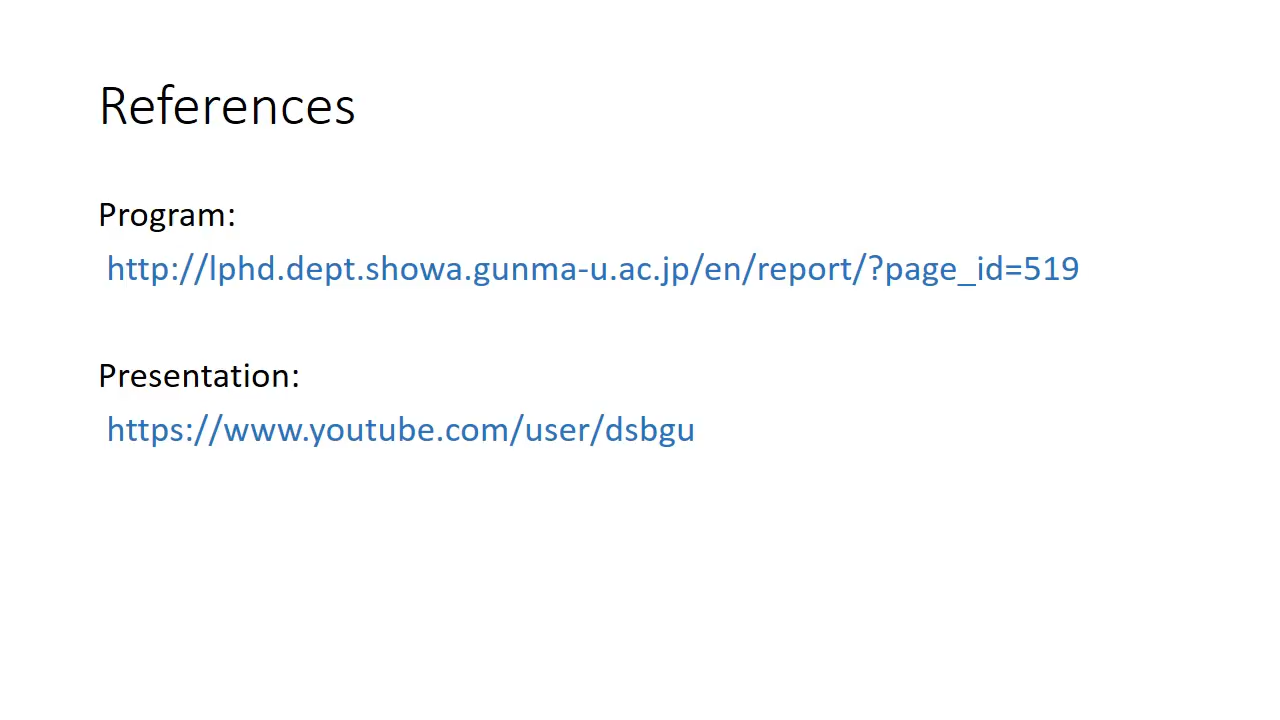 References
Program:
http://lphd.dept.showa.gunma-u.ac.jp/en/report/?page_id=519
Presentation:
https://www.youtube.com/user/dsbgu